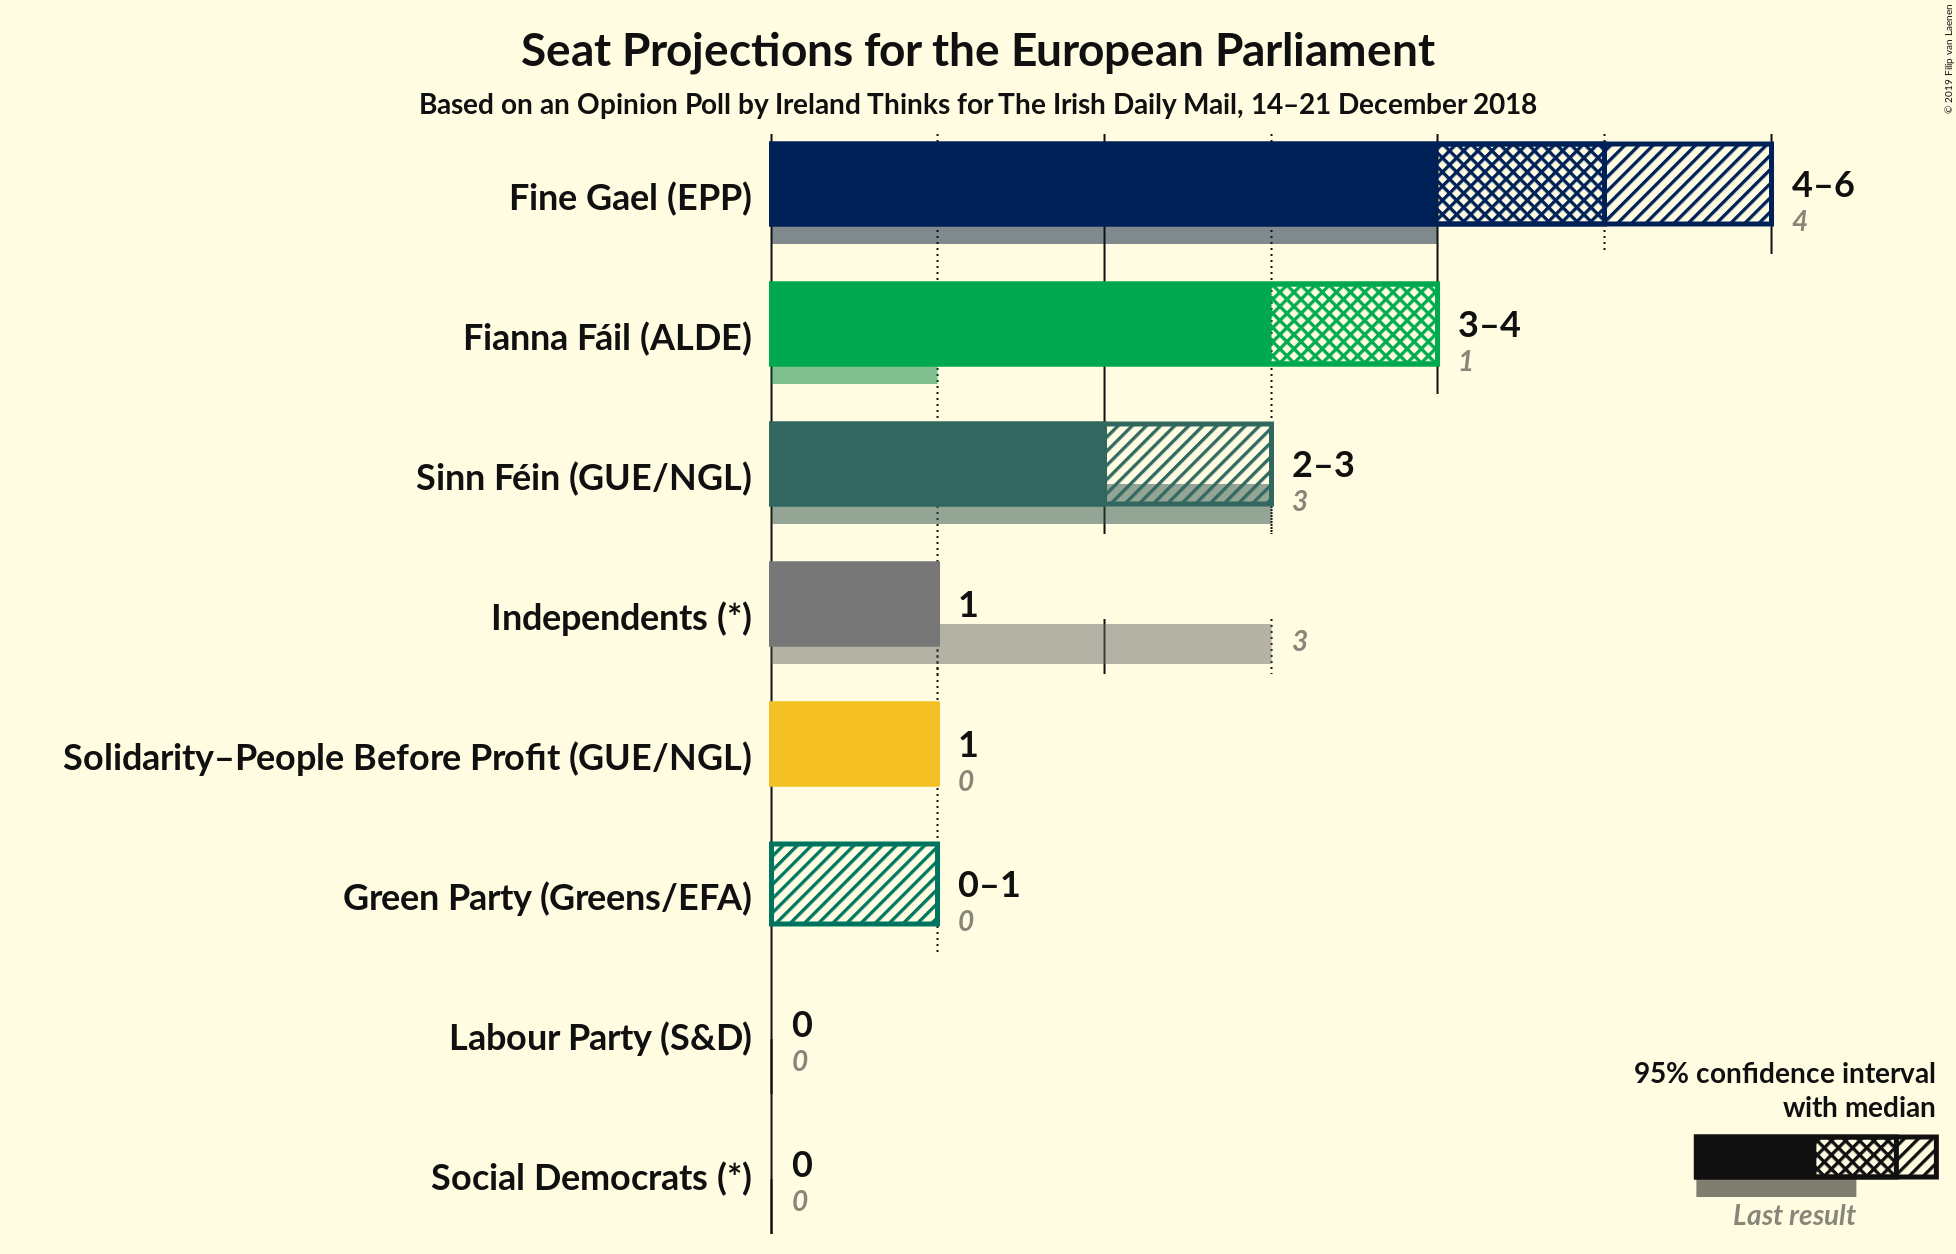 Seat Projections for the European Parliament
Based on an Opinion Poll by Ireland Thinks for The Irish Daily Mail, 14–21 December 2018
© 2019 Filip van Laenen
Fine Gael (EPP)
4–6
4
Fianna Fáil (ALDE)
3–4
1
Sinn Féin (GUE/NGL)
2–3
3
Independents (*)
1
3
Solidarity–People Before Profit (GUE/NGL)
1
0
Green Party (Greens/EFA)
0–1
0
Labour Party (S&D)
0
0
Social Democrats (*)
0
0
95% confidence interval
with median
Last result